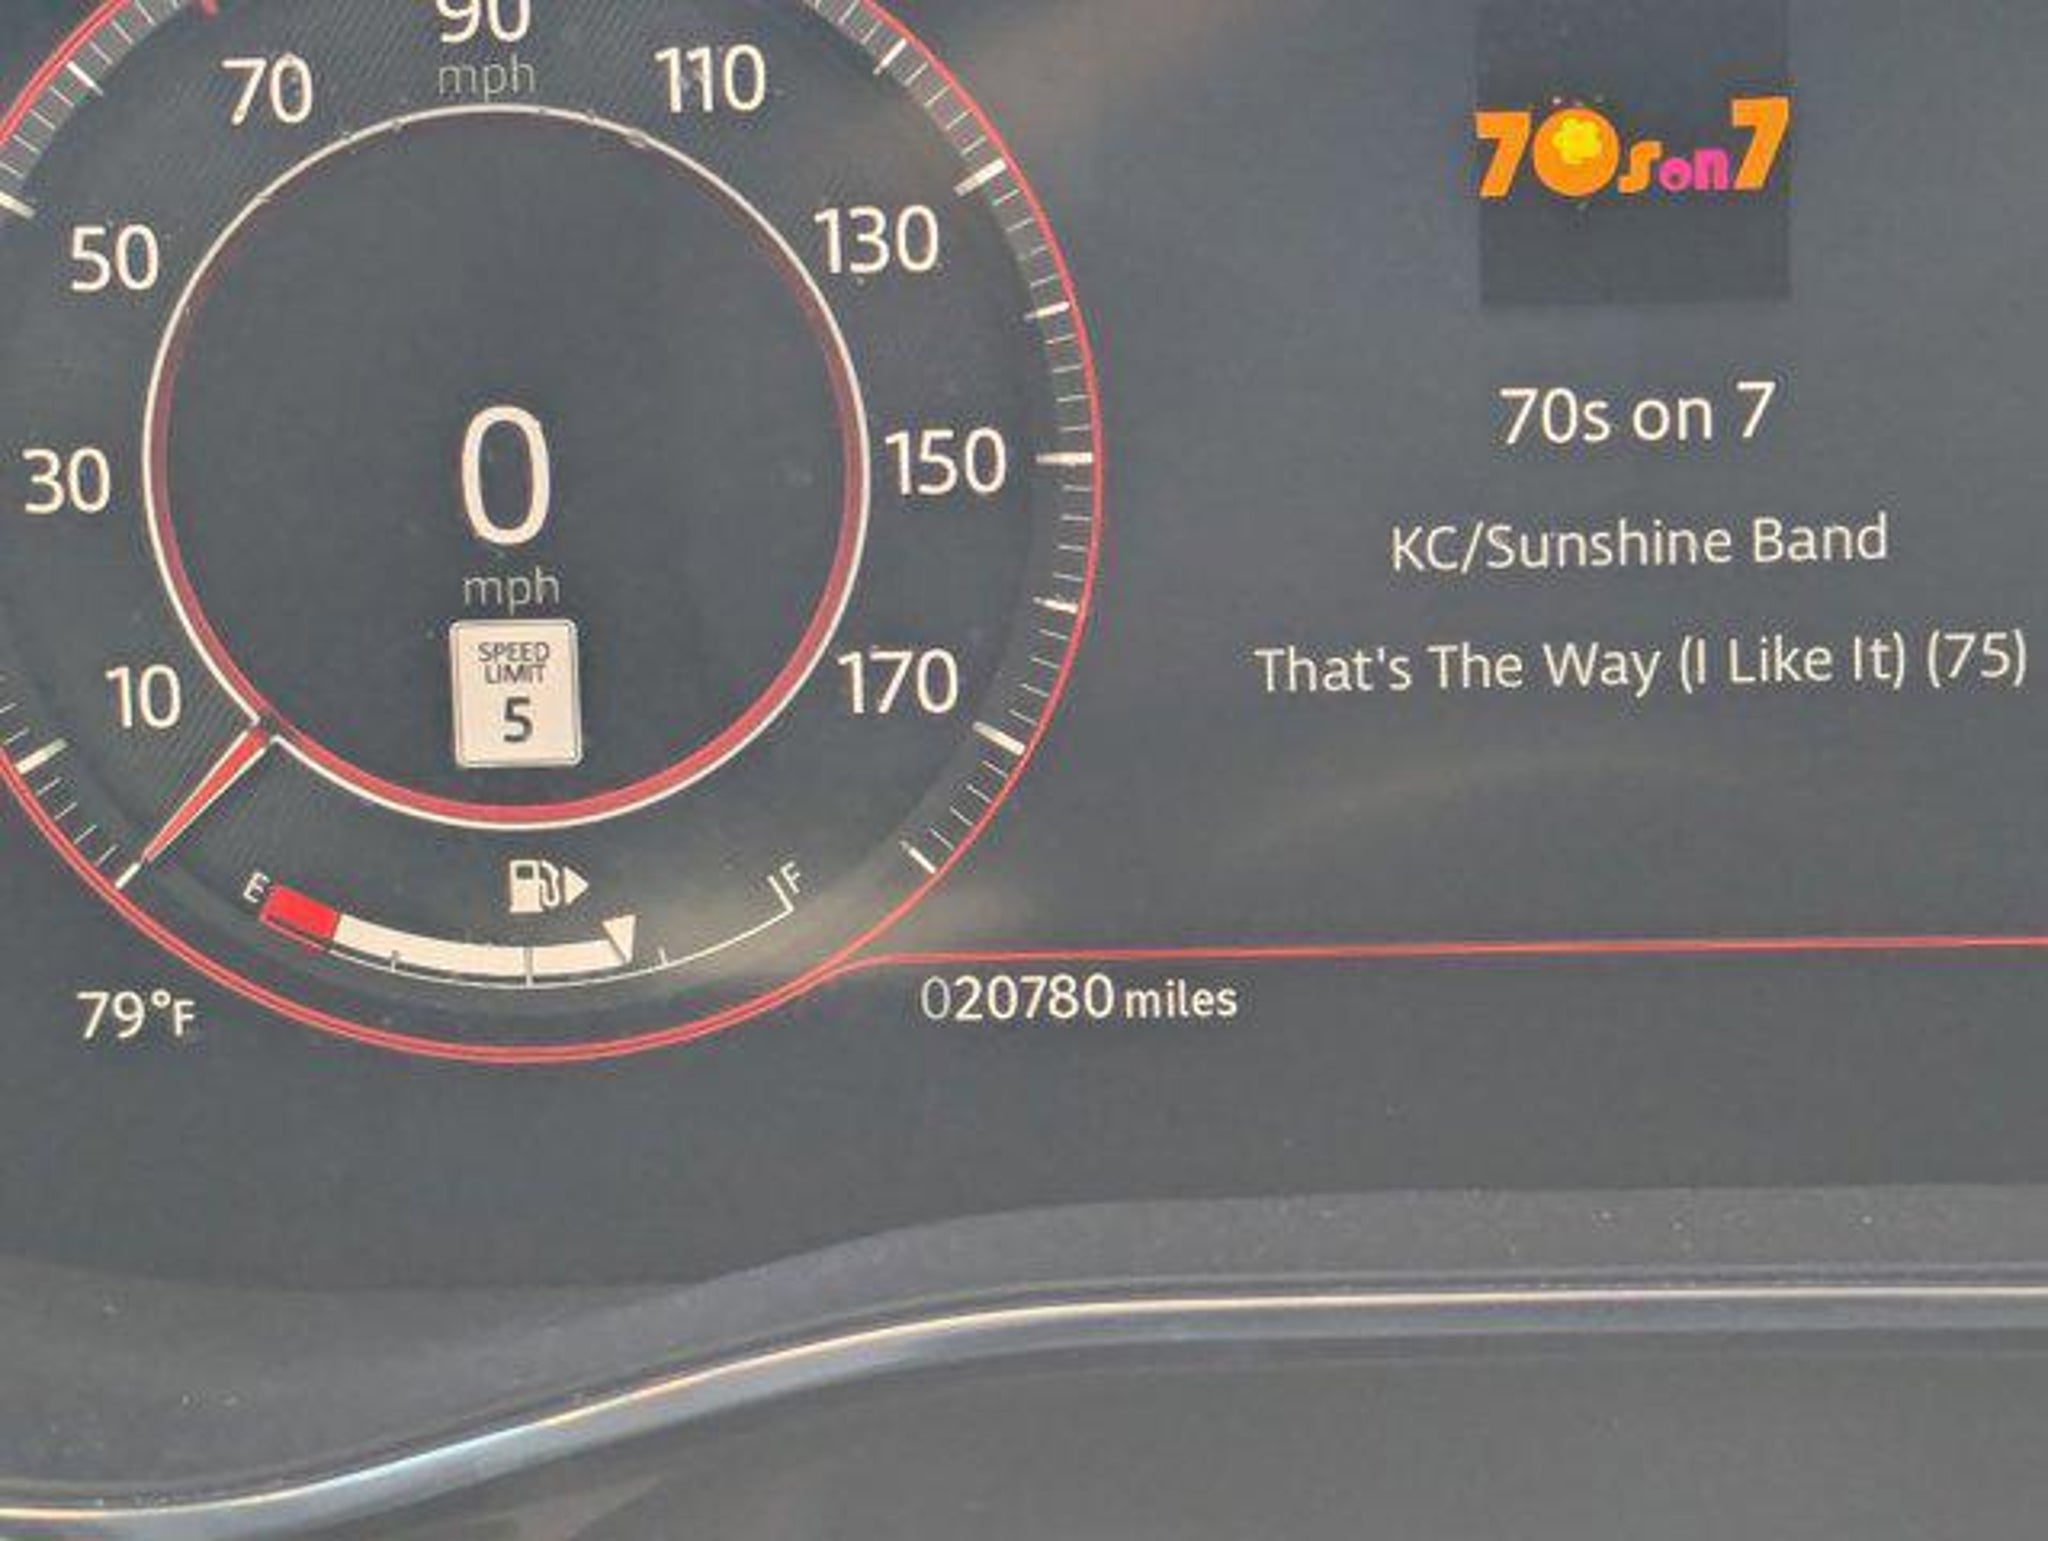 90
mph
70
110
50
130
30
150
10
170
0
mph
SPEED
LIMIT
5
E
F
79°F
020780 miles
70s on 7
70s on 7
KC/Sunshine Band
That's The Way (I Like It) (75)